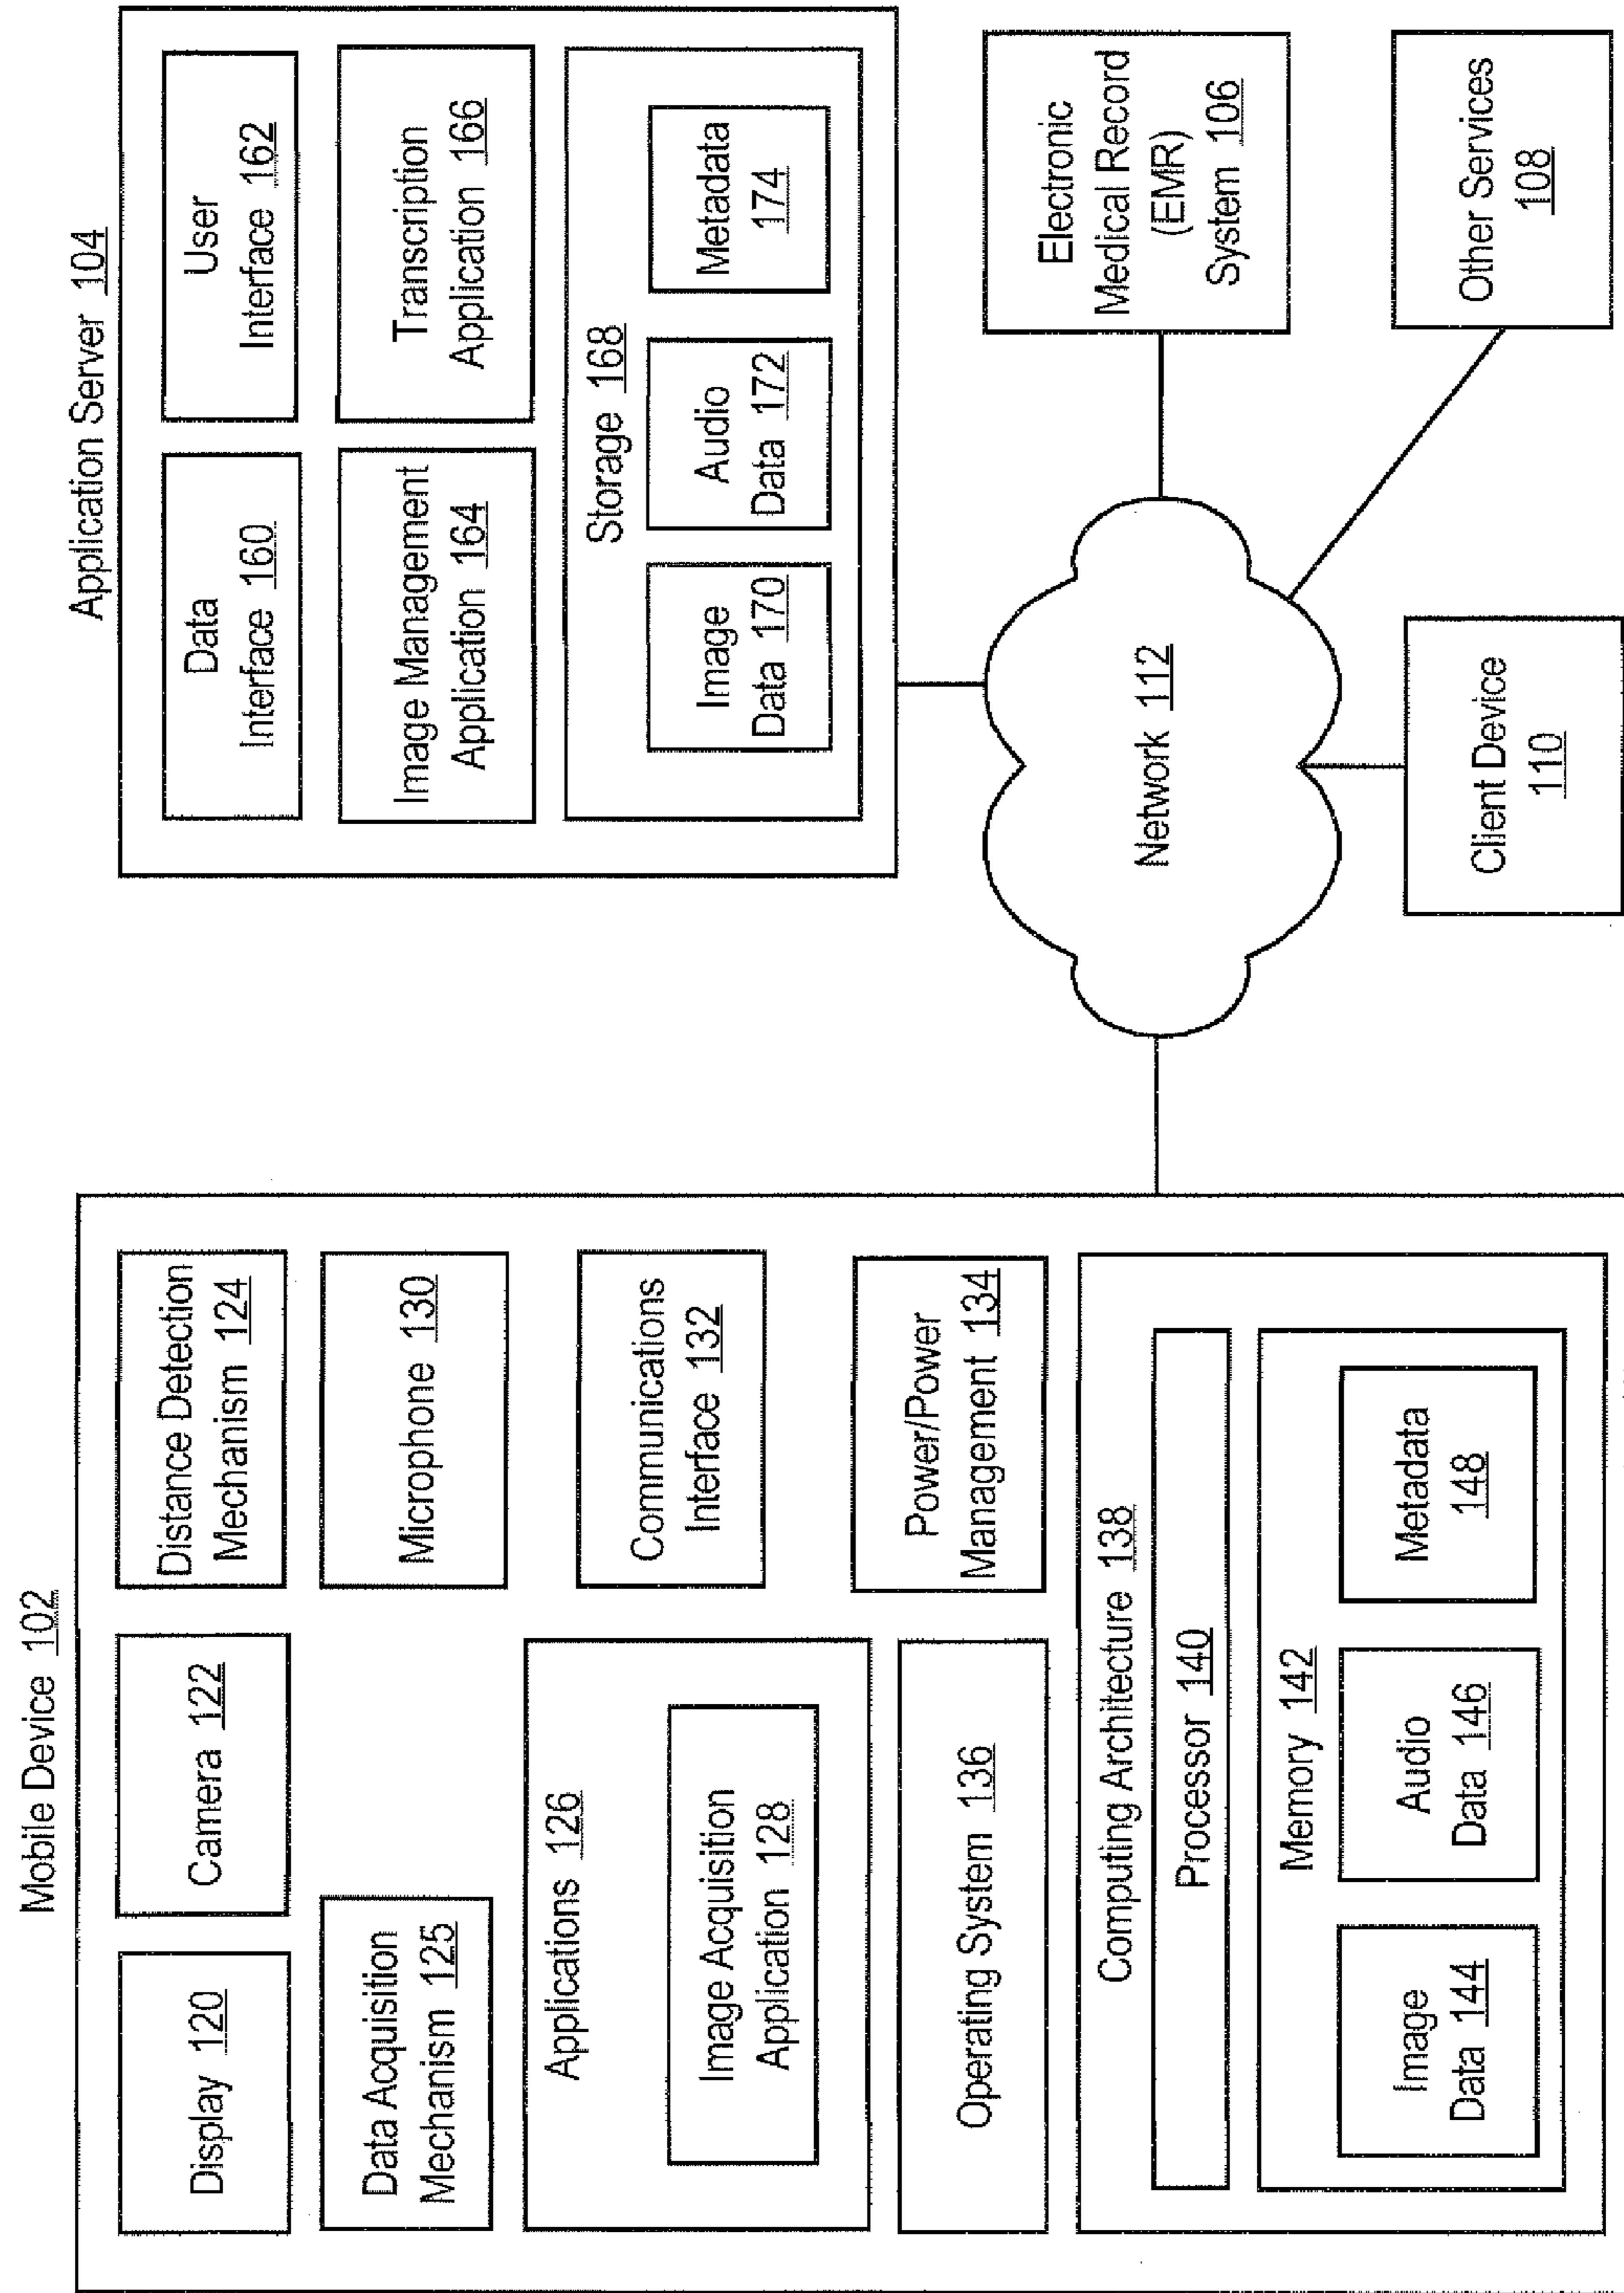 Mobile Device 102
Display 120
Camera 122
Distance Detection
Mechanism 124
Data Acquisition
Mechanism 125
Microphone 130
Applications 126
Image Acquisition
Application 128
Communications
Interface 132
Operating System 136
Power/Power
Management 134
Computing Architecture 138
Processor 140
Memory 142
Image
Data 144
Audio
Data 146
Metadata
148
Application Server 104
Data
Interface 160
User
Interface 162
Image Management
Application 164
Transcription
Application 166
Storage 168
Image
Data 170
Audio
Data 172
Metadata
174
Network 112
Electronic
Medical Record
(EMR)
System 106
Client Device
110
Other Services
108